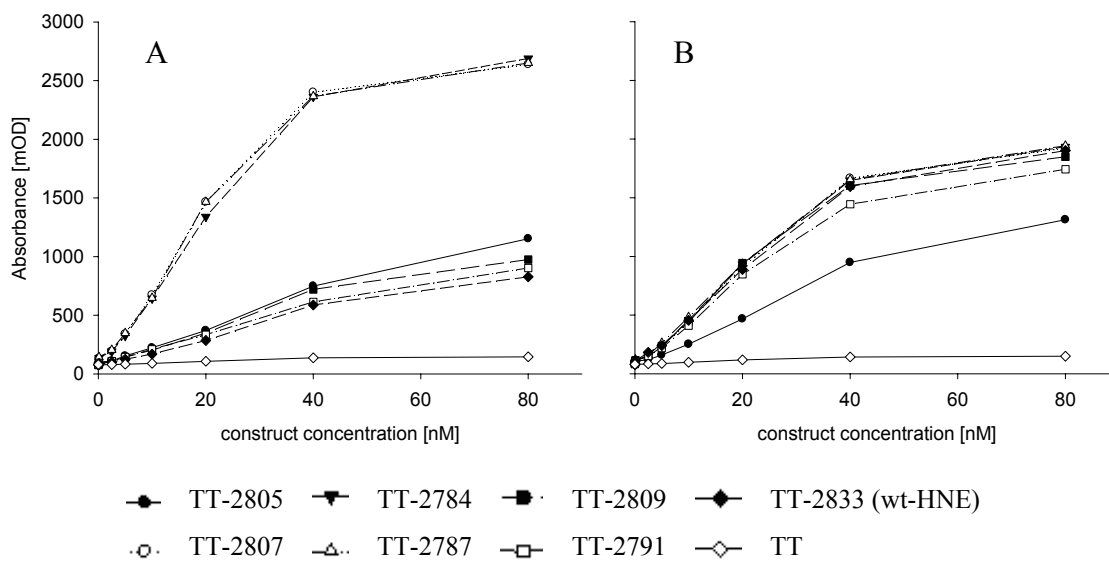 3000
2500
2000
1500
1000
500
0
Absorbance [mOD]
A
B
0 20 40 60 80
0 20 40 60 80
construct concentration [nM]
construct concentration [nM]
TT-2805 TT-2784 TT-2809 TT-2833 (wt-HNE)
TT-2807 TT-2787 TT-2791 TT